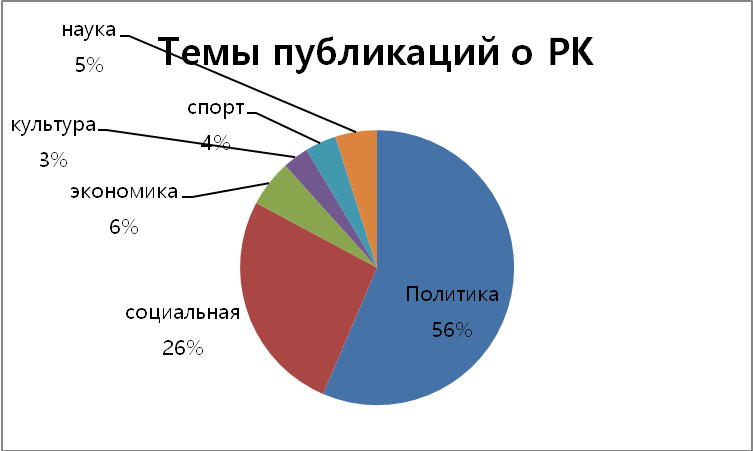 Темы публикаций о РК
наука
5%
спорт
4%
культура
3%
экономика
6%
социальная
26%
Политика
56%